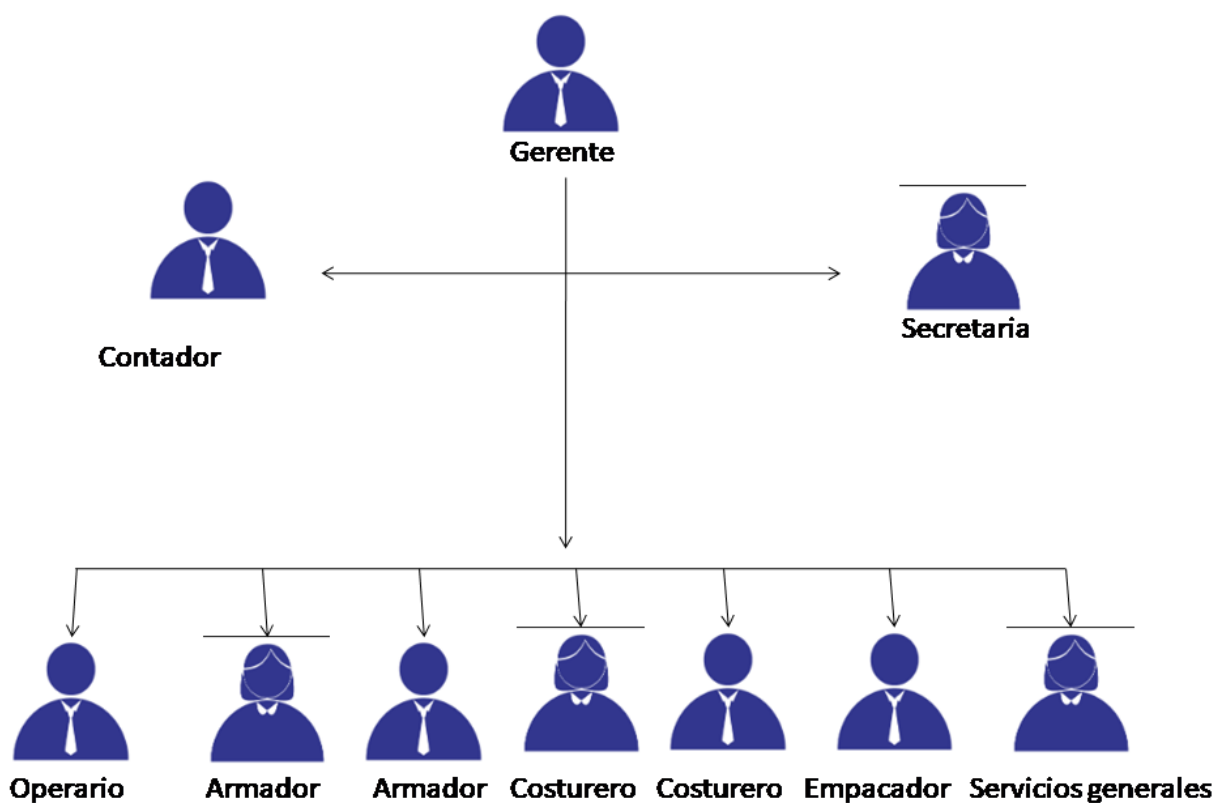 Gerente
Secretaria
Contador
Operario
Armador
Armador
Costurero
Costurero
Empacador
Servicios generales